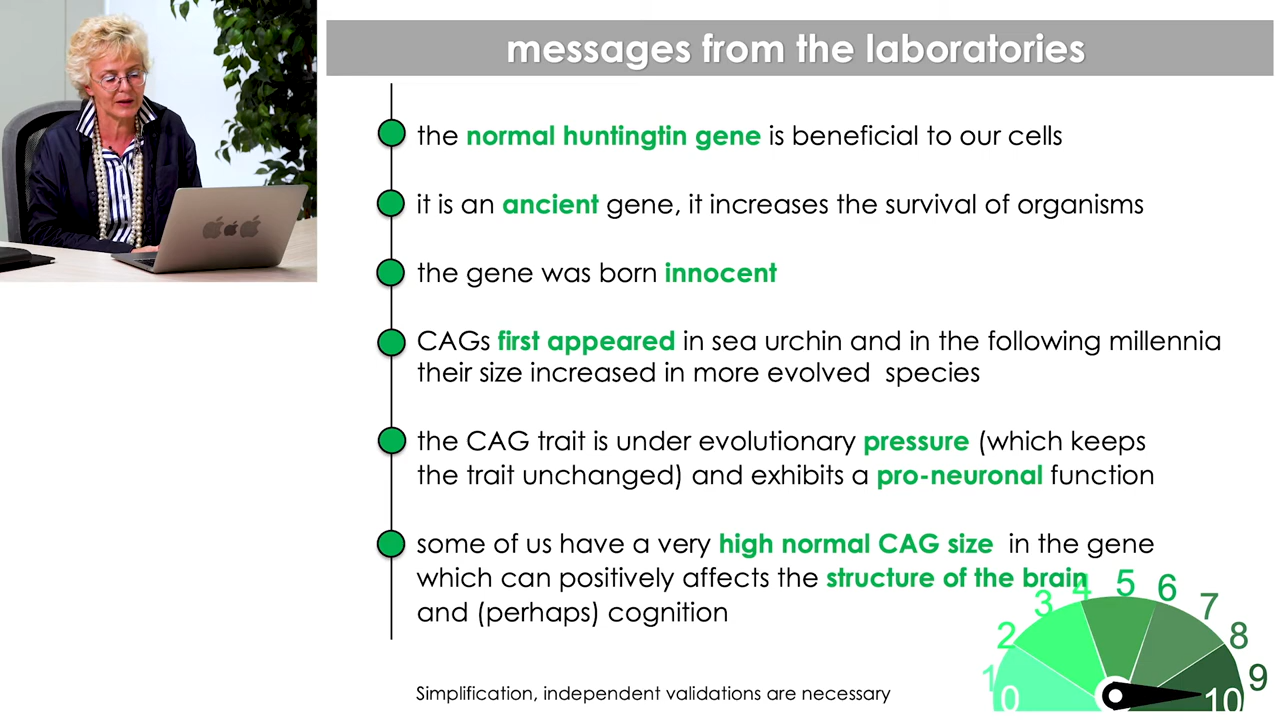 messages from the laboratories
the normal huntingtin gene is beneficial to our cells
it is an ancient gene, it increases the survival of organisms
the gene was born innocent
CAGs first appeared in sea urchin and in the following millennia
their size increased in more evolved species
the CAG trait is under evolutionary pressure (which keeps
the trait unchanged) and exhibits a pro-neuronal function
some of us have a very high normal CAG size in the gene
which can positively affects the structure of the brain
and (perhaps) cognition
0
1
2
3
4
5
6
7
8
9
10
Simplification, independent validations are necessary